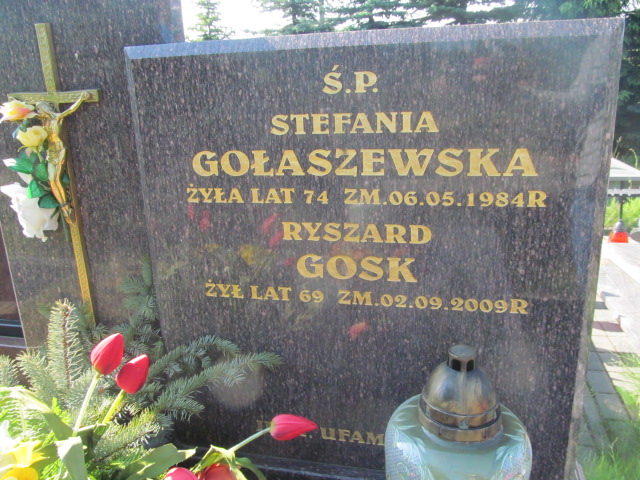 Ś.P.
STEFANIA
GOŁASZEWSKA
ŻYŁA LAT 74 ZM.06.05.1984R
RYSZARD
GOSK
ŻYŁ LAT 69 ZM.02.09.2009R
UFAM